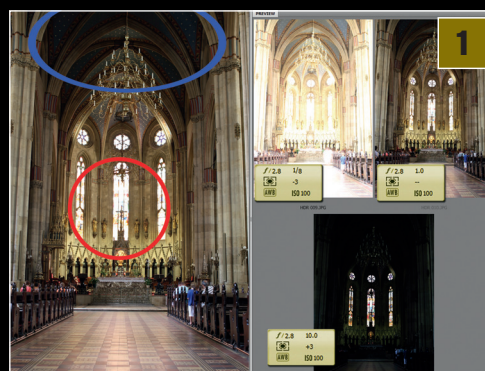 PREVIEW
1
f/2.8 1/8
-3
AWB ISO 100
f/2.8 1.0
--
AWB ISO 100
f/2.8 10.0
+3
AWB ISO 100